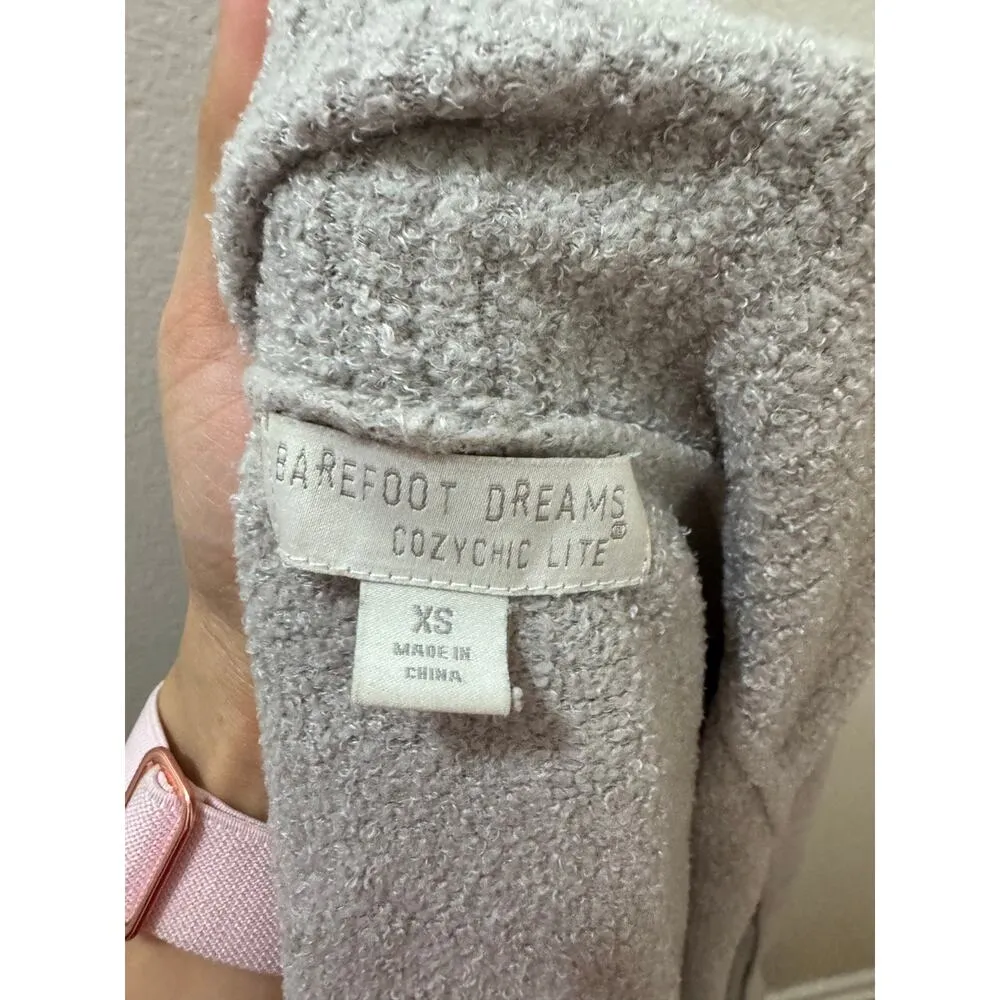 BAREFOOT DREAMS®
COZYCHIC LITE
XS
MADE IN
CHINA